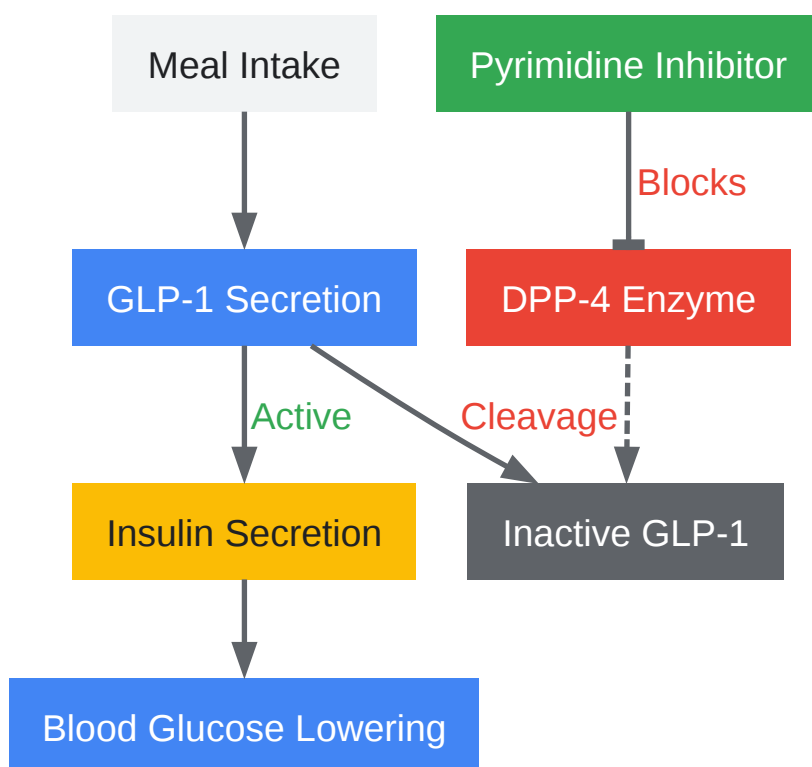 Meal Intake
Pyrimidine Inhibitor
Blocks
GLP-1 Secretion
DPP-4 Enzyme
Active
Cleavage
Insulin Secretion
Inactive GLP-1
Blood Glucose Lowering